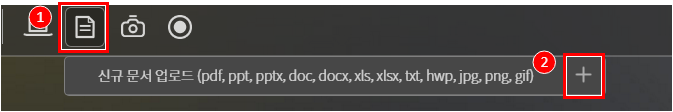 1
2
신규 문서 업로드 (pdf, ppt, pptx, doc, docx, xls, xlsx, txt, hwp, jpg, png, gif)